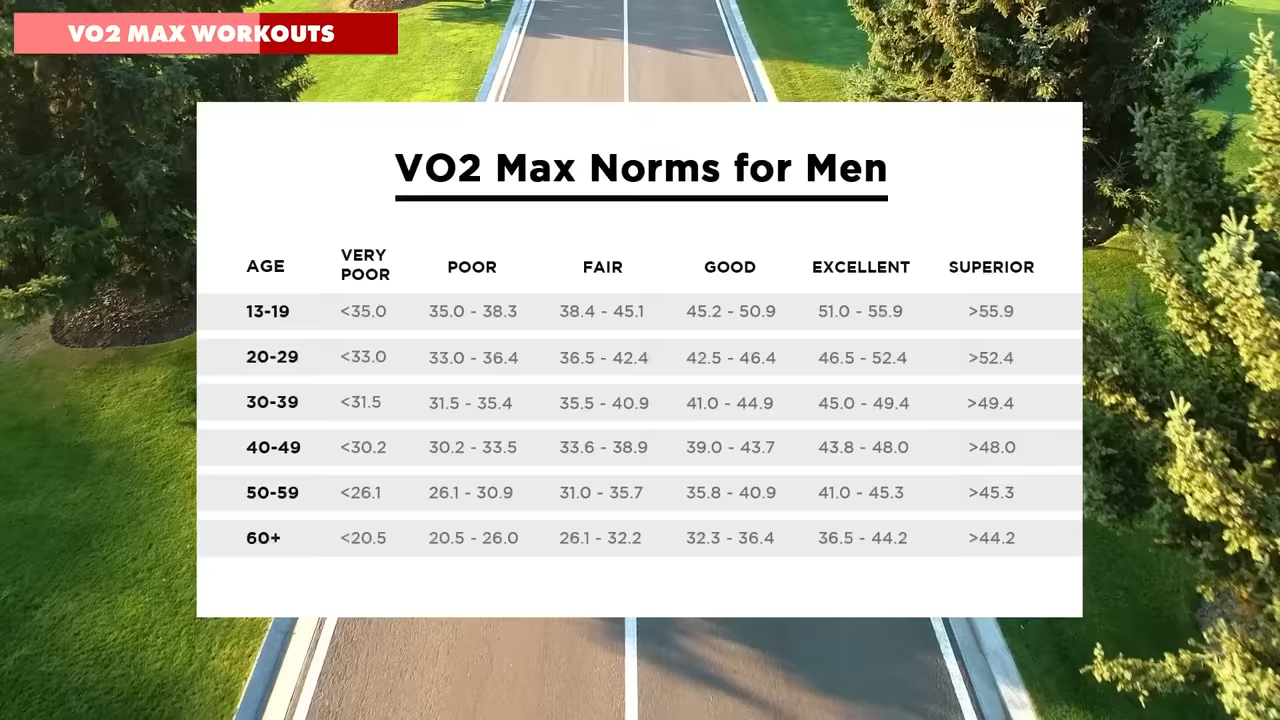 VO2 MAX WORKOUTS
VO2 Max Norms for Men
AGE VERY POOR POOR FAIR GOOD EXCELLENT SUPERIOR
13-19 <35.0 35.0 - 38.3 38.4 - 45.1 45.2 - 50.9 51.0 - 55.9 >55.9
20-29 <33.0 33.0 - 36.4 36.5 - 42.4 42.5 - 46.4 46.5 - 52.4 >52.4
30-39 <31.5 31.5 - 35.4 35.5 - 40.9 41.0 - 44.9 45.0 - 49.4 >49.4
40-49 <30.2 30.2 - 33.5 33.6 - 38.9 39.0 - 43.7 43.8 - 48.0 >48.0
50-59 <26.1 26.1 - 30.9 31.0 - 35.7 35.8 - 40.9 41.0 - 45.3 >45.3
60+ <20.5 20.5 - 26.0 26.1 - 32.2 32.3 - 36.4 36.5 - 44.2 >44.2